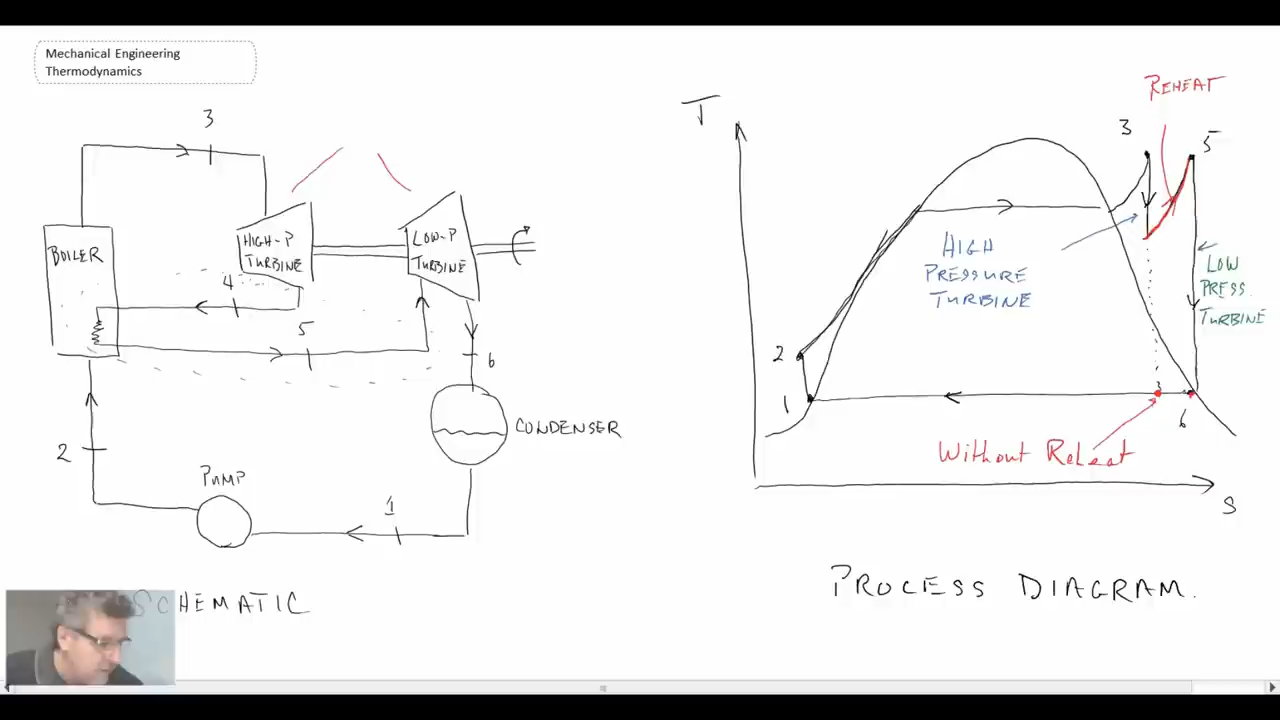 Mechanical Engineering
Thermodynamics
3
BOILER
HIGH-P
TURBINE
LOW-P
TURBINE
4
5
6
CONDENSER
2
PUMP
1
SCHEMATIC
T
REHEAT
3
5
HIGH
PRESSURE
TURBINE
LOW
PRESS.
TURBINE
2
1
6
Without Reheat
S
PROCESS DIAGRAM.